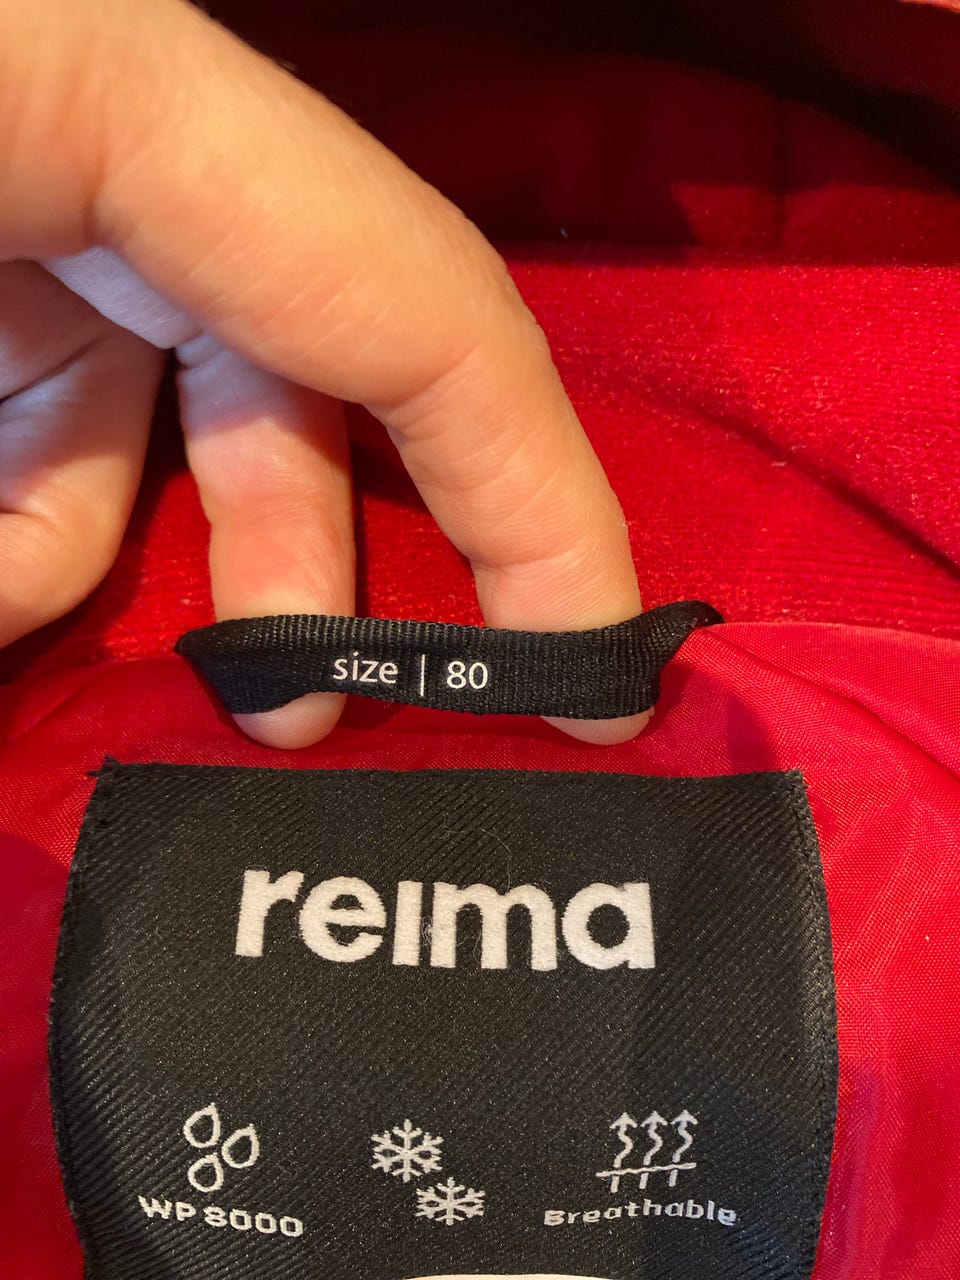 size | 80
reima
WP 8000
Breathable